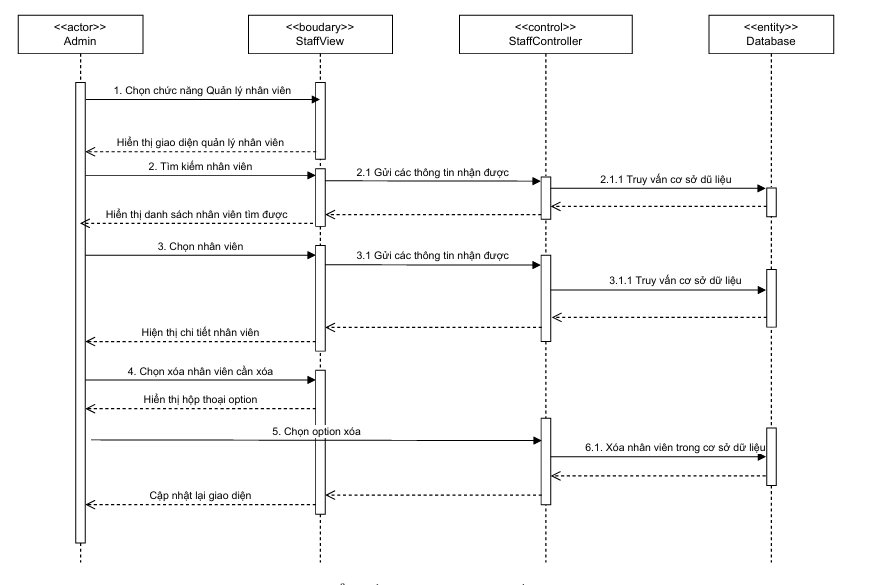 <<actor>>
Admin
<<boudary>>
StaffView
<<control>>
StaffController
<<entity>>
Database
1. Chọn chức năng Quản lý nhân viên
Hiển thị giao diện quản lý nhân viên
2. Tìm kiếm nhân viên
2.1 Gửi các thông tin nhận được
2.1.1 Truy vấn cơ sở dũ liệu
Hiển thị danh sách nhân viên tìm được
3. Chọn nhân viên
3.1 Gửi các thông tin nhận được
3.1.1 Truy vấn cơ sở dữ liệu
Hiện thị chi tiết nhân viên
4. Chọn xóa nhân viên cần xóa
Hiển thị hộp thoại option
5. Chọn option xóa
6.1. Xóa nhân viên trong cơ sở dữ liệu
Cập nhật lại giao diện